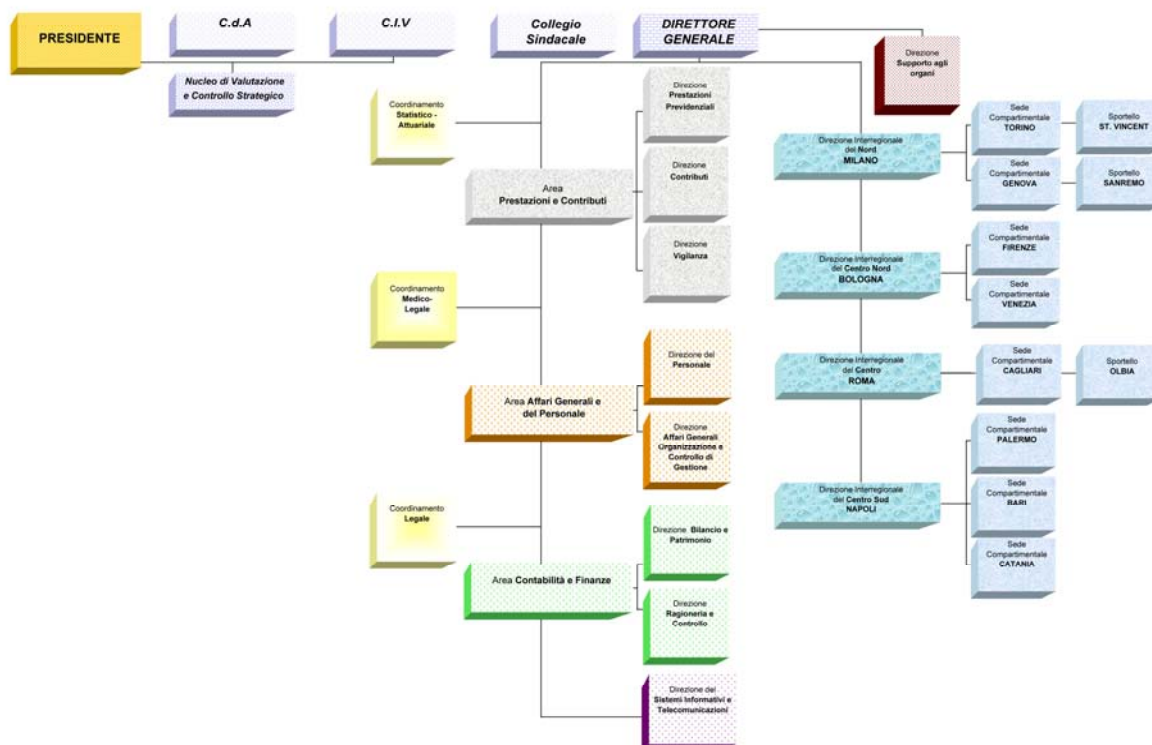 PRESIDENTE
C.d.A
C.I.V
Collegio
Sindacale
DIRETTORE
GENERALE
Nucleo di Valutazione
e Controllo Strategico
Direzione
Supporto agli
organi
Coordinamento
Statistico -
Attuariale
Area
Prestazioni e Contributi
Direzione
Prestazioni
Previdenziali
Direzione
Contributi
Direzione
Vigilanza
Coordinamento
Medico-
Legale
Area Affari Generali e
del Personale
Direzione del
Personale
Direzione
Affari Generali
Organizzazione e
Controllo di
Gestione
Coordinamento
Legale
Area Contabilità e Finanze
Direzione Bilancio e
Patrimonio
Direzione
Ragioneria e
Controllo
Direzione dei
Sistemi Informativi e
Telecomunicazioni
Direzione Interregionale
del Nord
MILANO
Sede
Compartimentale
TORINO
Sportello
ST. VINCENT
Sede
Compartimentale
GENOVA
Sportello
SANREMO
Direzione Interregionale
del Centro Nord
BOLOGNA
Sede
Compartimentale
FIRENZE
Sede
Compartimentale
VENEZIA
Direzione Interregionale
del Centro
ROMA
Sede
Compartimentale
CAGLIARI
Sportello
OLBIA
Direzione Interregionale
del Centro Sud
NAPOLI
Sede
Compartimentale
PALERMO
Sede
Compartimentale
BARI
Sede
Compartimentale
CATANIA